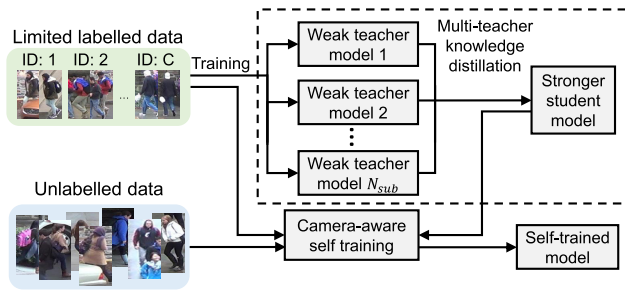 Limited labelled data
ID: 1 ID: 2 ID: C
...
Training
Weak teacher
model 1
Weak teacher
model 2
Weak teacher
model N_sub
Multi-teacher
knowledge
distillation
Stronger
student
model
Unlabelled data
Camera-aware
self training
Self-trained
model